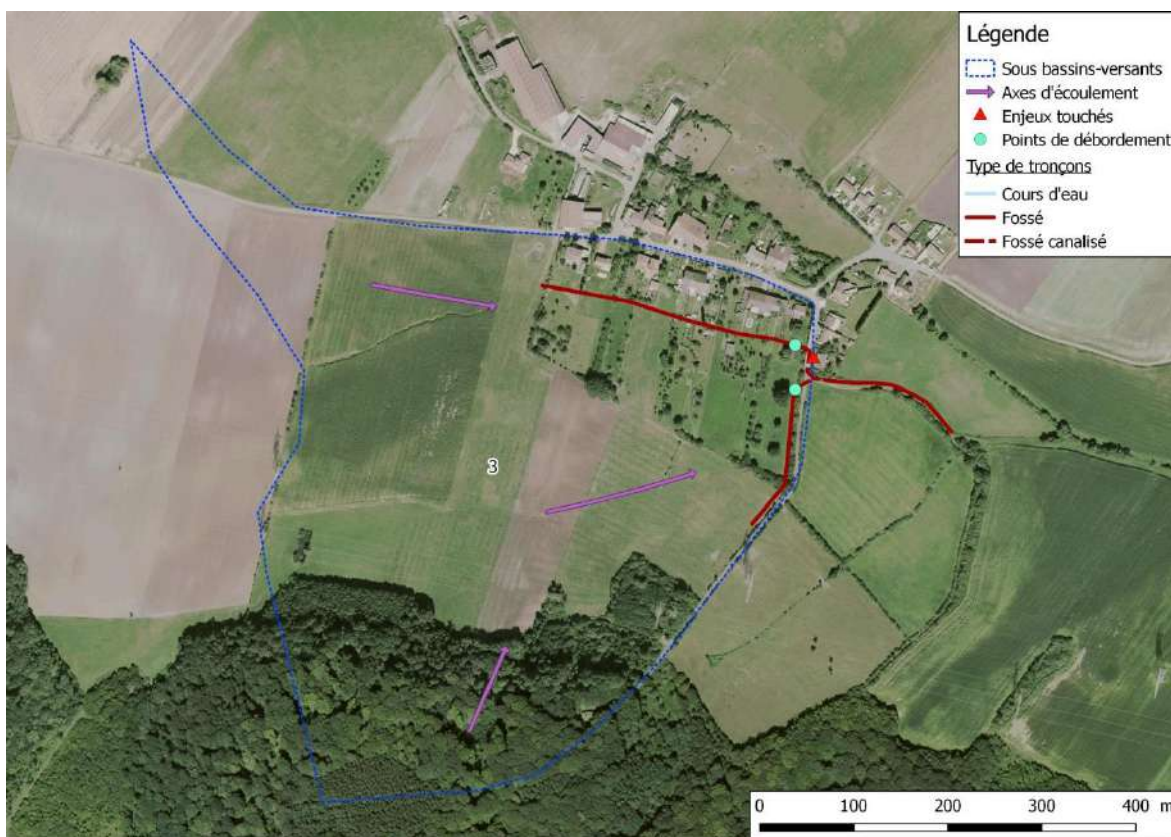 Légende
Sous bassins-versants
Axes d'écoulement
Enjeux touchés
Points de débordement
Type de tronçons
Cours d'eau
Fossé
Fossé canalisé
3
0 100 200 300 400 m